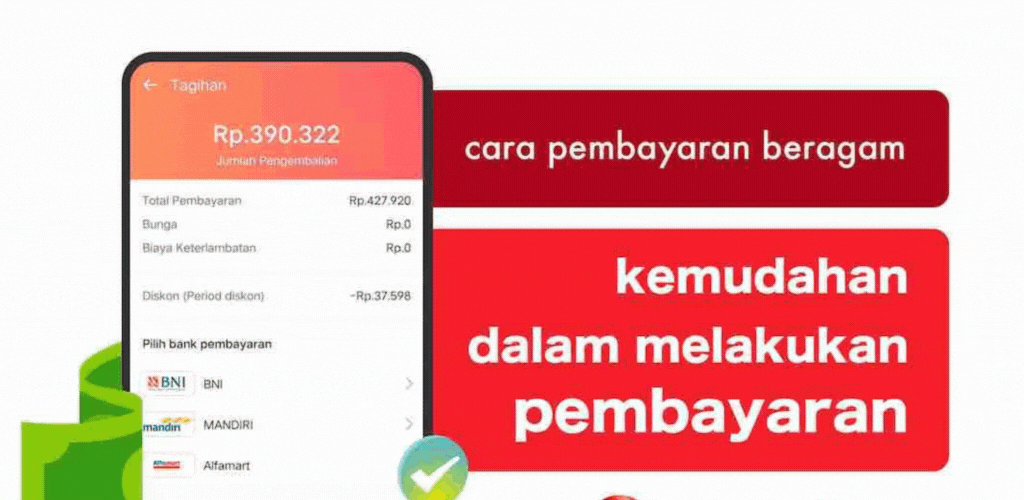 Tagihan
Rp.390.322
Jumlah Pengembalian
Total Pembayaran Rp.427.920
Bunga Rp.0
Biaya Keterlambatan Rp.0
Diskon (Period diskon) -Rp.37.598
Pilih bank pembayaran
BNI BNI
mandiri MANDIRI
Alfamart Alfamart
cara pembayaran beragam
kemudahan
dalam melakukan
pembayaran